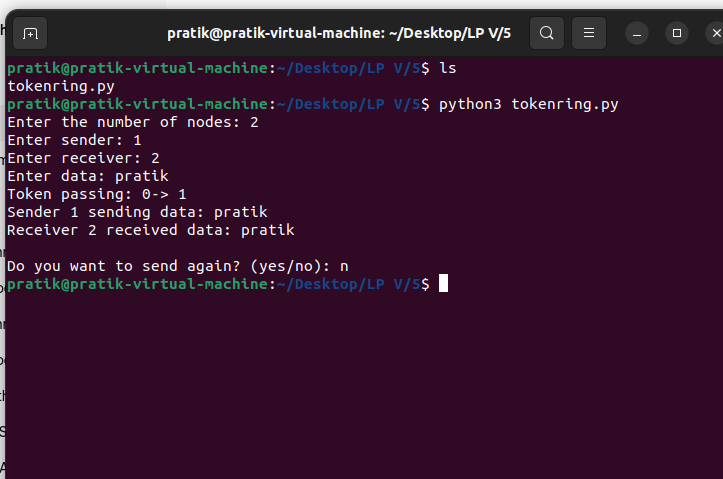 pratik@pratik-virtual-machine: ~/Desktop/LP V/5
pratik@pratik-virtual-machine:~/Desktop/LP V/5$ ls
tokenring.py
pratik@pratik-virtual-machine:~/Desktop/LP V/5$ python3 tokenring.py
Enter the number of nodes: 2
Enter sender: 1
Enter receiver: 2
Enter data: pratik
Token passing: 0-> 1
Sender 1 sending data: pratik
Receiver 2 received data: pratik
Do you want to send again? (yes/no): n
pratik@pratik-virtual-machine:~/Desktop/LP V/5$